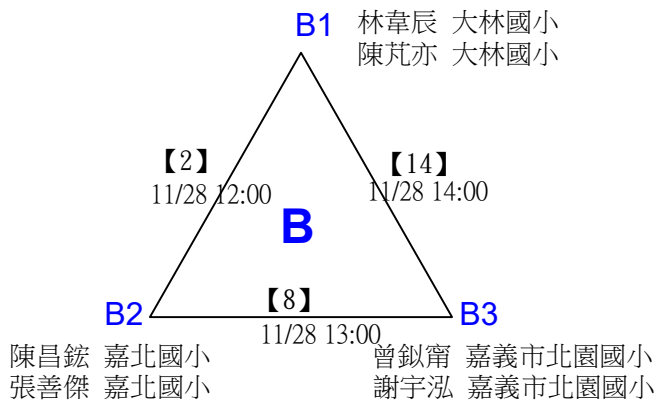 B1
林韋辰 大林國小
陳芃亦 大林國小
【2】
11/28 12:00
【14】
11/28 14:00
B
B2
【8】
11/28 13:00
B3
陳昌鋐 嘉北國小
張善傑 嘉北國小
曾鈥甯 嘉義市北園國小
謝宇泓 嘉義市北園國小